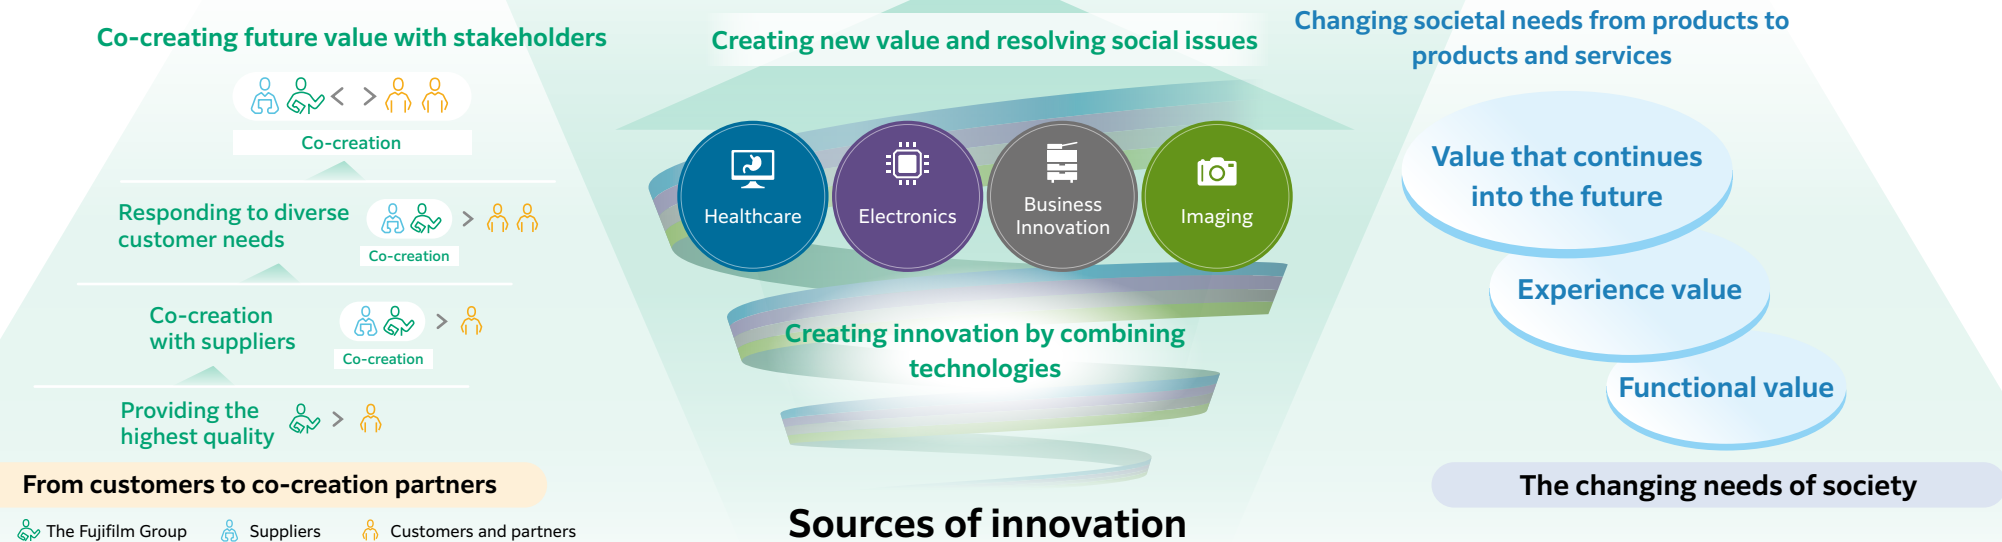 Co-creating future value with stakeholders
Co-creation
Responding to diverse
customer needs
Co-creation
Co-creation
with suppliers
Co-creation
Providing the
highest quality
From customers to co-creation partners
The Fujifilm Group
Suppliers
Customers and partners
Creating new value and resolving social issues
Healthcare
Electronics
Business
Innovation
Imaging
Creating innovation by combining
technologies
Sources of innovation
Changing societal needs from products to
products and services
Value that continues
into the future
Experience value
Functional value
The changing needs of society